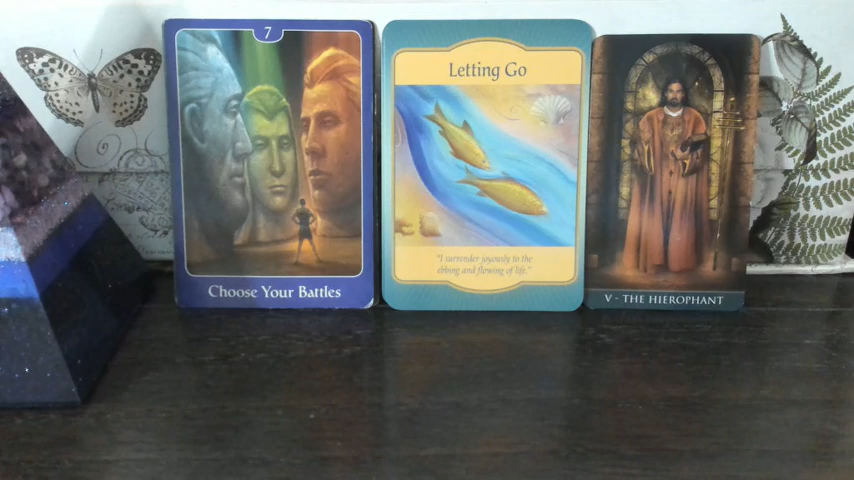 7
Choose Your Battles
Letting Go
"I surrender joyously to the
ebbing and flowing of life."
V - THE HIEROPHANT